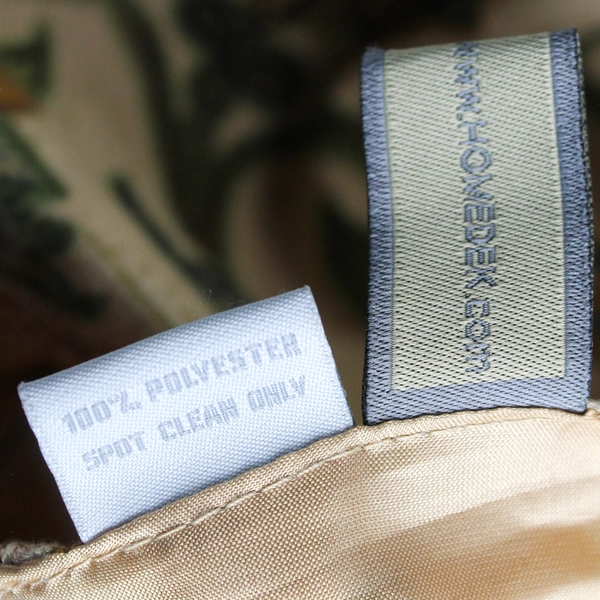 100% POLYESTER
SPOT CLEAN ONLY
WWW.HOMEDEK.COM